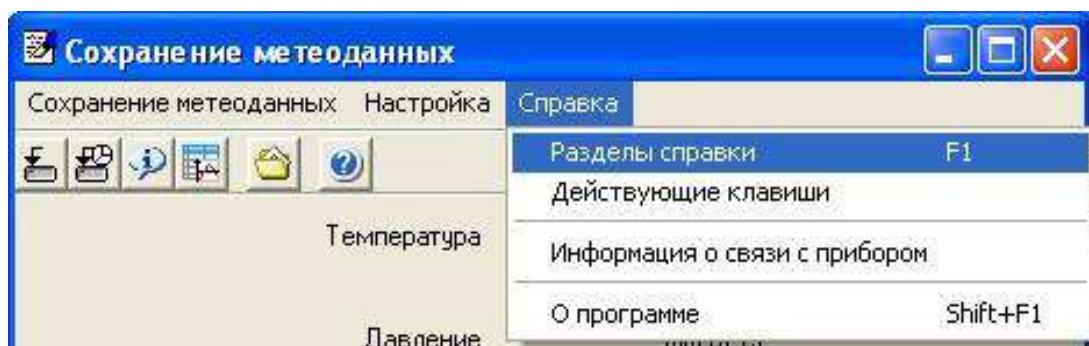 Сохранение метеоданных
Сохранение метеоданных Настройка Справка
Разделы справки F1
Действующие клавиши
Температура
Информация о связи с прибором
О программе Shift+F1
Давление